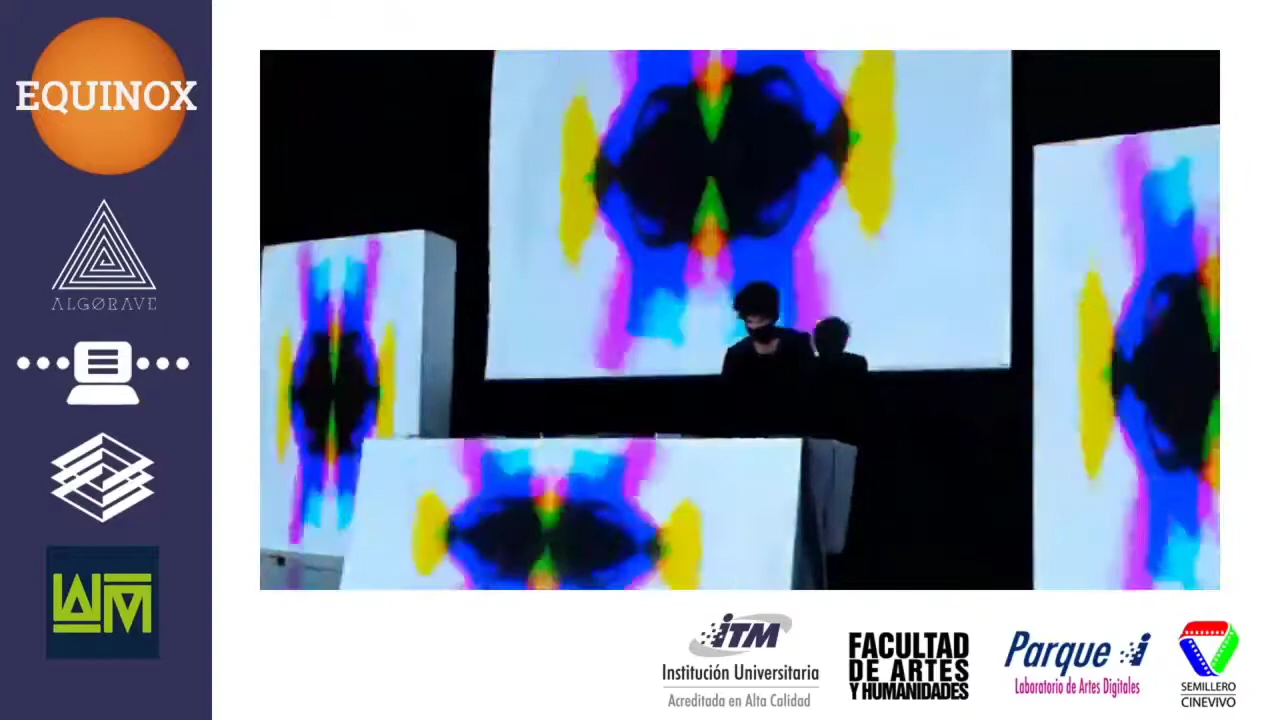 EQUINOX
ALGØRAVE
iTM
Institución Universitaria
Acreditada en Alta Calidad
FACULTAD
DE ARTES
Y HUMANIDADES
Parque i
Laboratorio de Artes Digitales
SEMILLERO
CINEVIVO